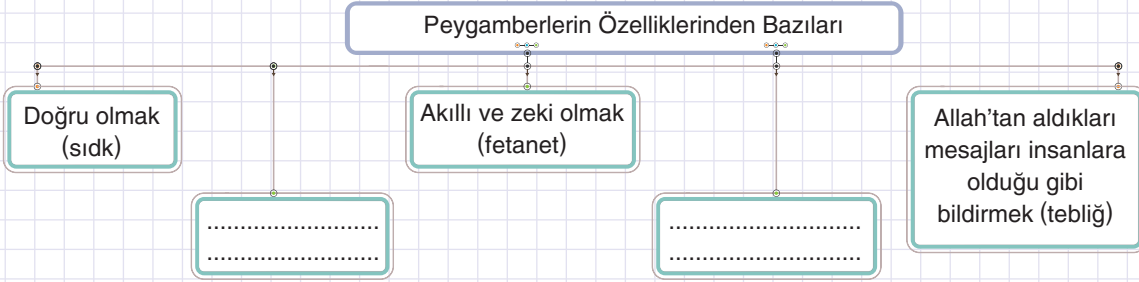 Peygamberlerin Özelliklerinden Bazıları
Doğru olmak
(sıdk)
..........................
..........................
Akıllı ve zeki olmak
(fetanet)
.............................
.............................
Allah’tan aldıkları
mesajları insanlara
olduğu gibi
bildirmek (tebliğ)